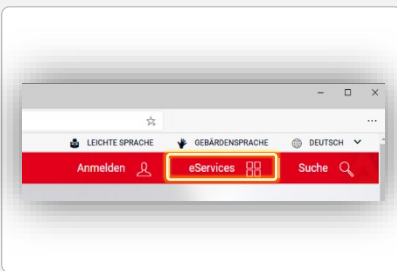 LEICHTE SPRACHE GEBÄRDENSPRACHE DEUTSCH
Anmelden eServices Suche